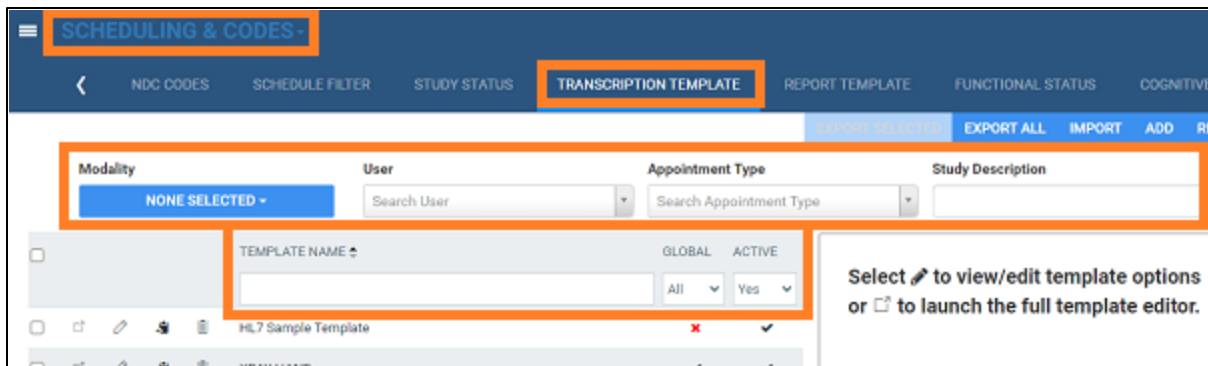 SCHEDULING & CODES
NDC CODES SCHEDULE FILTER STUDY STATUS TRANSCRIPTION TEMPLATE REPORT TEMPLATE FUNCTIONAL STATUS COGNITIVE
EXPORT SELECTED EXPORT ALL IMPORT ADD
Modality User Appointment Type Study Description
NONE SELECTED Search User Search Appointment Type
TEMPLATE NAME GLOBAL ACTIVE
All Yes
Select to view/edit template options
or to launch the full template editor.
HL7 Sample Template